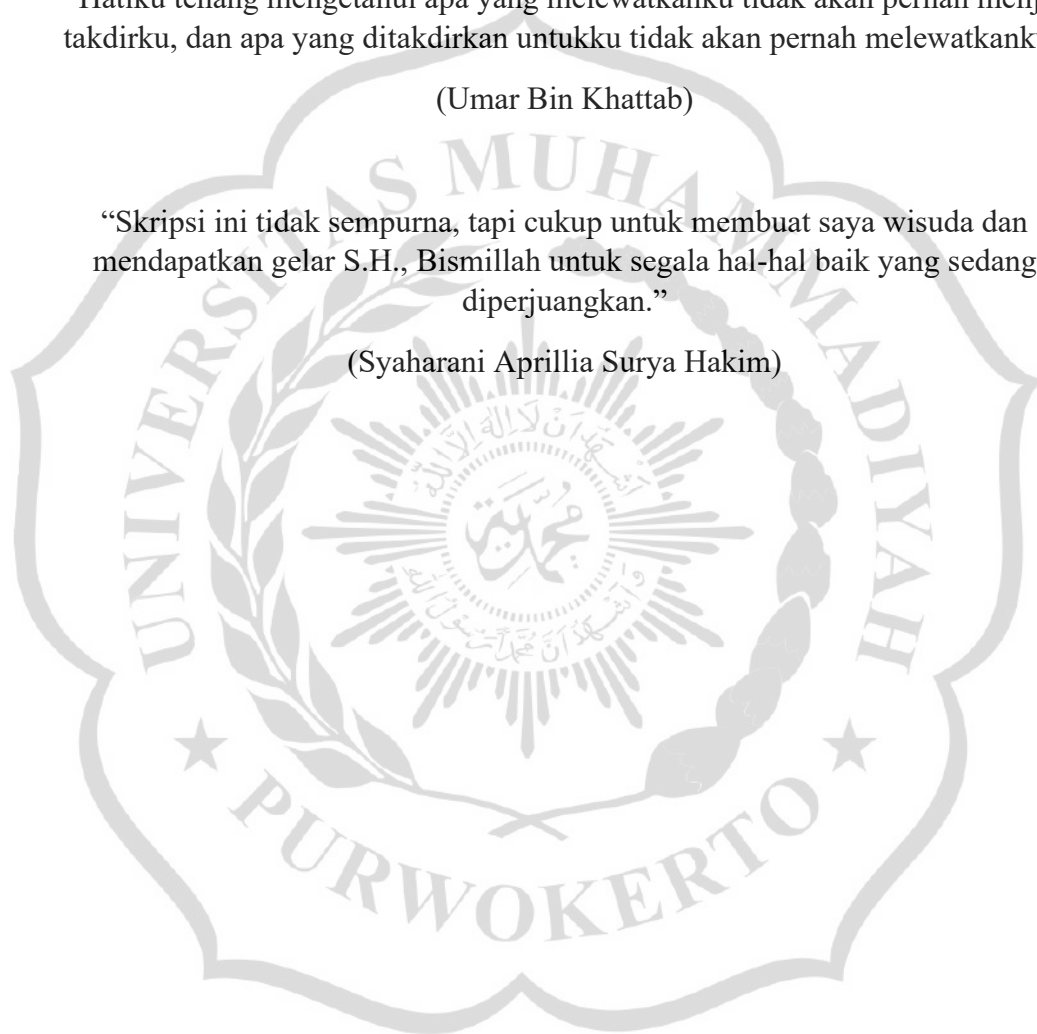 Hatiku tenang mengetahui apa yang melewatkanku tidak akan pernah
takdirku, dan apa yang ditakdirkan untukku tidak akan pernah
(Umar Bin Khattab)
“Skripsi ini tidak sempurna, tapi cukup untuk membuat saya wisuda dan
mendapatkan gelar S.H., Bismillah untuk segala hal-hal baik yang sedang
diperjuangkan.”
(Syaharani Aprillia Surya Hakim)
UNIVERSITAS MUHAMMADIYAH
PURWOKERTO